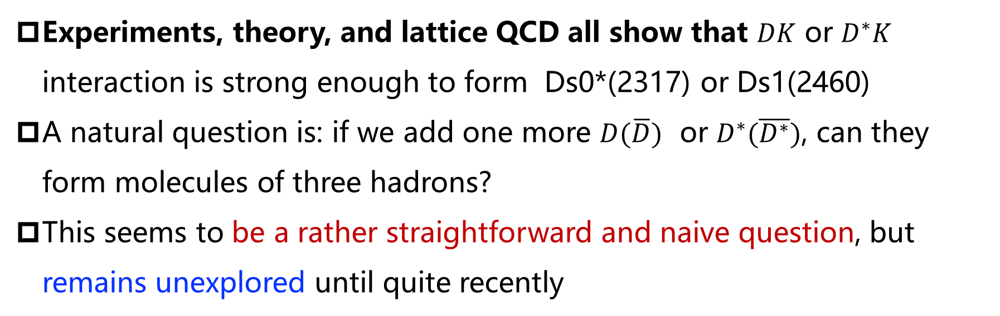 □Experiments, theory, and lattice QCD all show that DK or D*K
interaction is strong enough to form Ds0*(2317) or Ds1(2460)
□A natural question is: if we add one more D(D̅) or D*(D̅*̅), can they
form molecules of three hadrons?
□This seems to be a rather straightforward and naive question, but
remains unexplored until quite recently